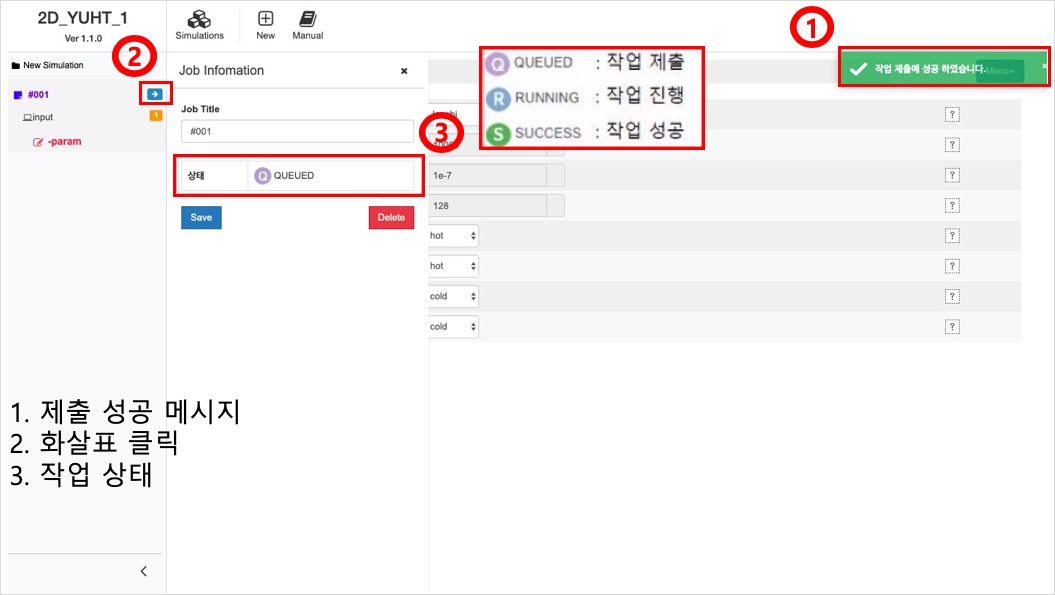 2D_YUHT_1
Ver 1.1.0
Simulations
New
Manual
1
작업 제출에 성공 하였습니다.
Menu
×
2
New Simulation
#001
input
1
-param
Job Infomation
×
Job Title
#001
3
상태
Q QUEUED
Save
Delete
Q QUEUED : 작업 제출
R RUNNING : 작업 진행
S SUCCESS : 작업 성공
?
?
1e-7
?
128
?
hot
?
hot
?
cold
?
cold
?
1. 제출 성공 메시지
2. 화살표 클릭
3. 작업 상태